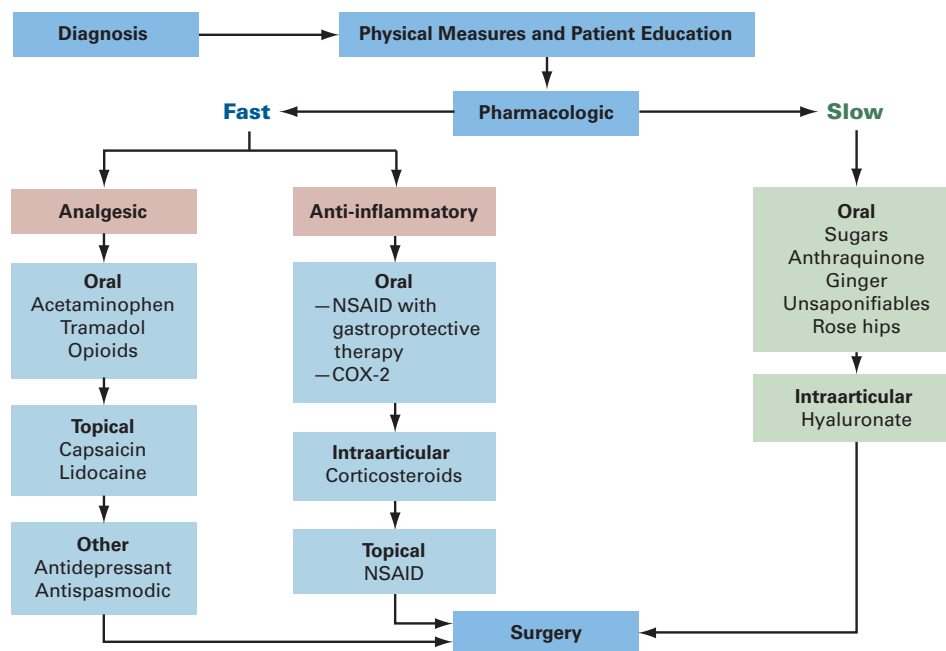 Diagnosis
Physical Measures and Patient Education
Fast
Pharmacologic
Slow
Analgesic
Oral
Acetaminophen
Tramadol
Opioids
Topical
Capsaicin
Lidocaine
Other
Antidepressant
Antispasmodic
Anti-inflammatory
Oral
—NSAID with
gastroprotective
therapy
—COX-2
Intraarticular
Corticosteroids
Topical
NSAID
Oral
Sugars
Anthraquinone
Ginger
Unsaponifiables
Rose hips
Intraarticular
Hyaluronate
Surgery